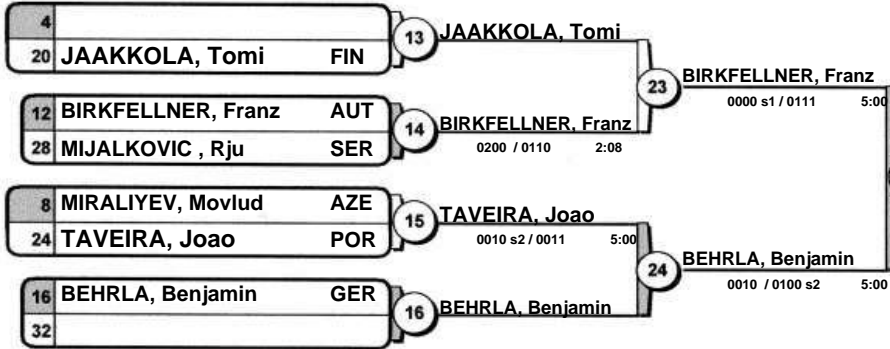 4
20 JAAKKOLA, Tomi FIN
13 JAAKKOLA, Tomi
12 BIRKFELLNER, Franz AUT
28 MIJALKOVIC , Rju SER
14 BIRKFELLNER, Franz
0200 / 0110 2:08
23 BIRKFELLNER, Franz
0000 s1 / 0111 5:00
8 MIRALIYEV, Movlud AZE
24 TAVEIRA, Joao POR
15 TAVEIRA, Joao
0010 s2 / 0011 5:00
16 BEHRLA, Benjamin GER
32
16 BEHRLA, Benjamin
24 BEHRLA, Benjamin
0010 / 0100 s2 5:00